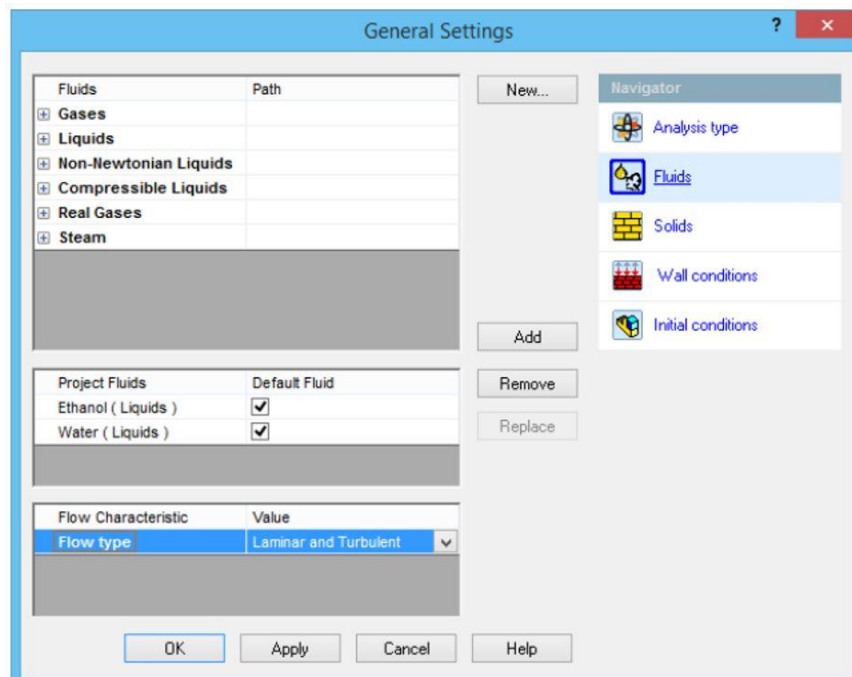 General Settings
? ×
Fluids Path
Gases
Liquids
Non-Newtonian Liquids
Compressible Liquids
Real Gases
Steam
New...
Add
Navigator
Analysis type
Fluids
Solids
Wall conditions
Initial conditions
Project Fluids Default Fluid
Ethanol ( Liquids )
Water ( Liquids )
Remove
Replace
Flow Characteristic Value
Flow type Laminar and Turbulent
OK Apply Cancel Help